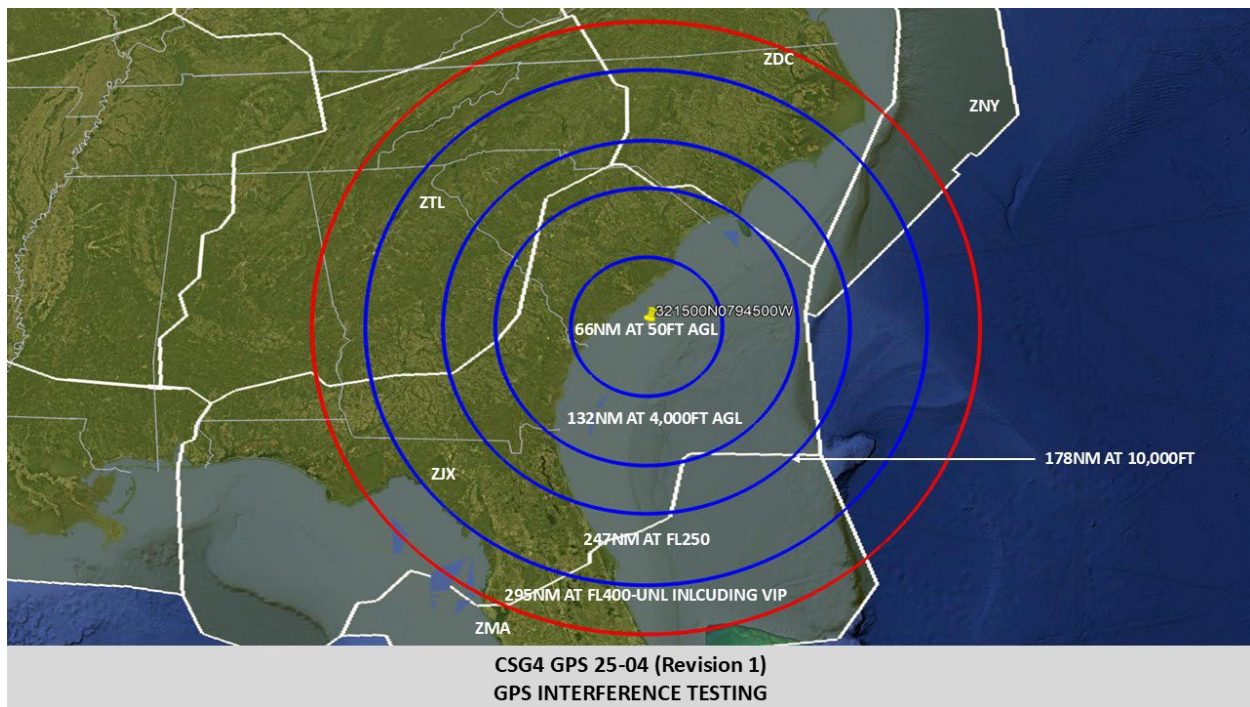 ZDC
ZNY
ZTL
321500N0794500W
66NM AT 50FT AGL
132NM AT 4,000FT AGL
178NM AT 10,000FT
ZJX
247NM AT FL250
295NM AT FL400-UNL INLCUDING VIP
ZMA
CSG4 GPS 25-04 (Revision 1)
GPS INTERFERENCE TESTING